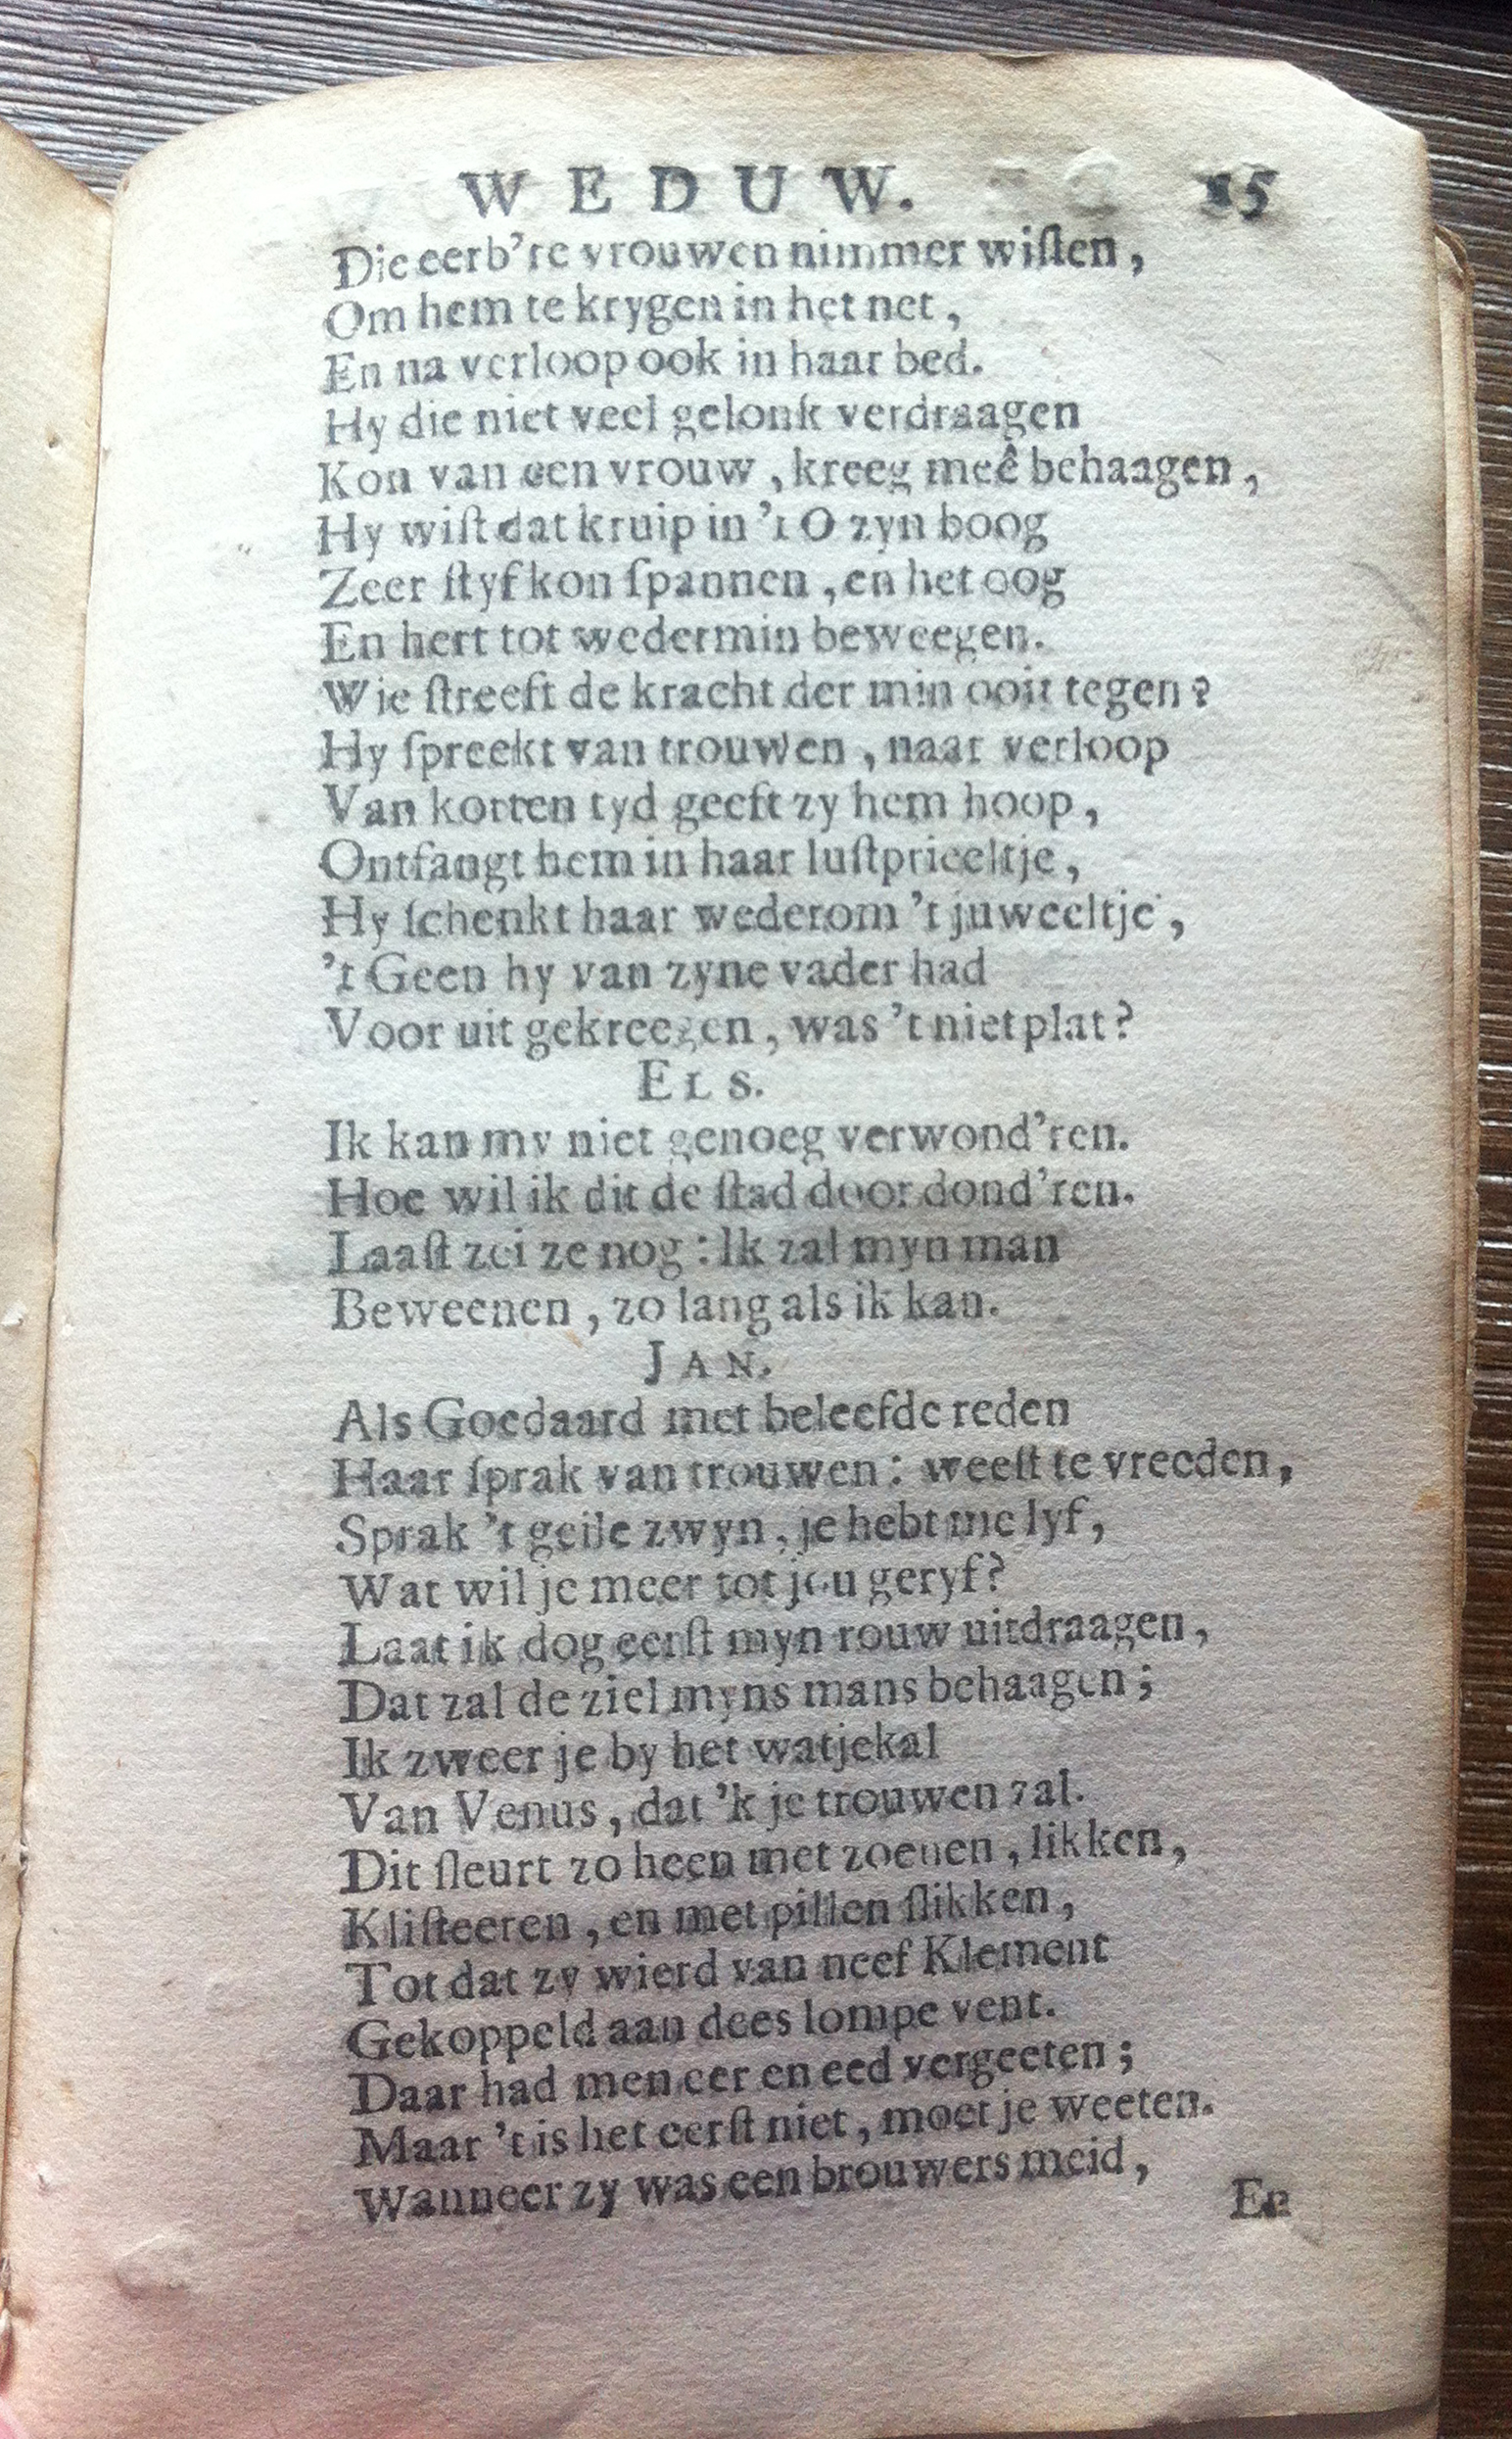 WEDUW. 15
Die eerb're vrouwen nimmer wiſten,
Om hem te krygen in het net,
En na verloop ook in haar bed.
Hy die niet veel gelonk verdraagen
Kon van een vrouw, kreeg meê behaagen,
Hy wiſt dat kruip in 't O zyn boog
Zeer ſtyf kon ſpannen, en het oog
En hert tot wedermin beweegen.
Wie ſtreeft de kracht der min ooit tegen?
Hy ſpreekt van trouwen, naar verloop
Van korten tyd geeft zy hem hoop,
Ontfangt hem in haar luſtprieeltje,
Hy ſchenkt haar wederom 't juweeltje,
't Geen hy van zyne vader had
Voor uit gekreegen, was 't niet plat?
ELS.
Ik kan my niet genoeg verwond'ren.
Hoe wil ik dit de ſtad door dond'ren.
Laaſt zei ze nog: Ik zal myn man
Beweenen, zo lang als ik kan.
JAN.
Als Goedaard met beleefde reden
Haar ſprak van trouwen: weeſt te vreeden,
Sprak 't geile zwyn, je hebt me lyf,
Wat wil je meer tot jou geryf?
Laat ik dog eerſt myn rouw uitdraagen,
Dat zal de ziel myns mans behaagen;
Ik zweer je by het watjekal
Van Venus, dat 'k je trouwen zal.
Dit ſleurt zo heen met zoenen, likken,
Kliſteeren, en met pillen ſlikken,
Tot dat zy wierd van neef Klement
Gekoppeld aan dees lompe vent.
Daar had men eer en eed vergeeten;
Maar 't is het eerſt niet, moet je weeten.
Wanneer zy was een brouwers meid,
En